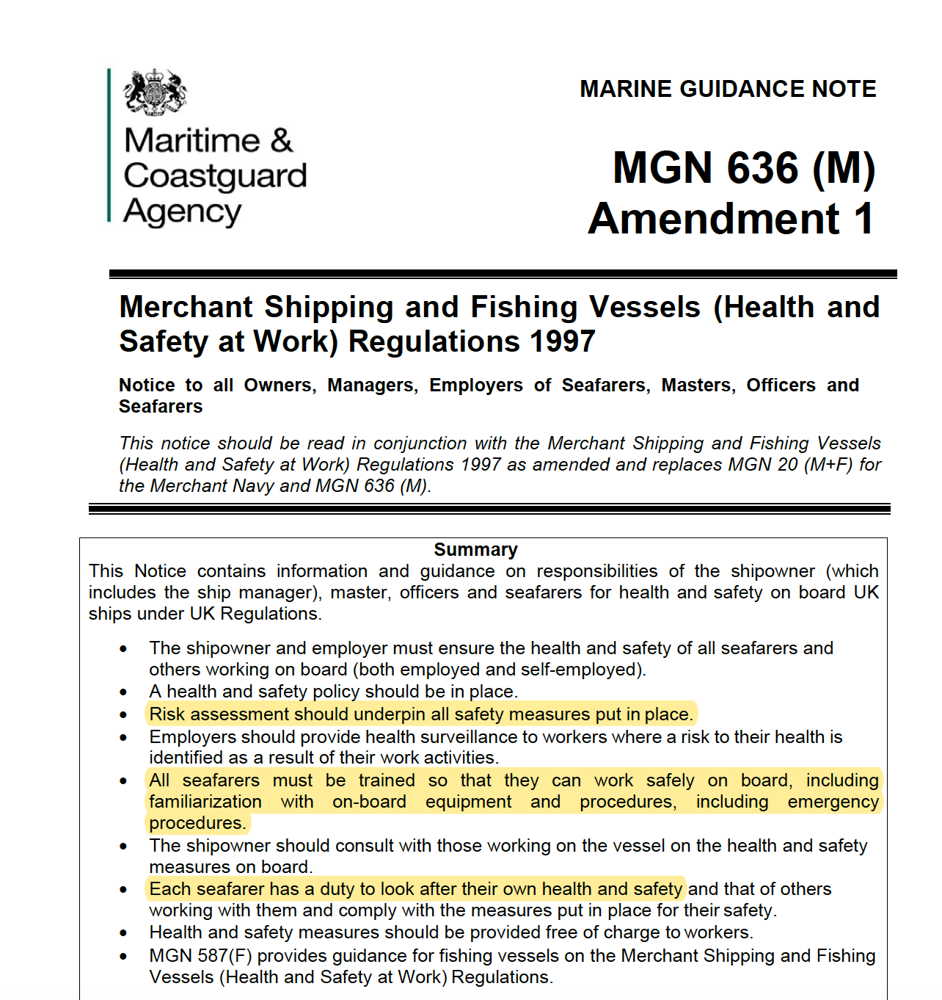 Maritime &
Coastguard
Agency
MARINE GUIDANCE NOTE
MGN 636 (M)
Amendment 1
Merchant Shipping and Fishing Vessels (Health and
Safety at Work) Regulations 1997
Notice to all Owners, Managers, Employers of Seafarers, Masters, Officers and
Seafarers
This notice should be read in conjunction with the Merchant Shipping and Fishing Vessels
(Health and Safety at Work) Regulations 1997 as amended and replaces MGN 20 (M+F) for
the Merchant Navy and MGN 636 (M).
Summary
This Notice contains information and guidance on responsibilities of the shipowner (which
includes the ship manager), master, officers and seafarers for health and safety on board UK
ships under UK Regulations.
• The shipowner and employer must ensure the health and safety of all seafarers and
others working on board (both employed and self-employed).
• A health and safety policy should be in place.
• Risk assessment should underpin all safety measures put in place.
• Employers should provide health surveillance to workers where a risk to their health is
identified as a result of their work activities.
• All seafarers must be trained so that they can work safely on board, including
familiarization with on-board equipment and procedures, including emergency
procedures.
• The shipowner should consult with those working on the vessel on the health and safety
measures on board.
• Each seafarer has a duty to look after their own health and safety and that of others
working with them and comply with the measures put in place for their safety.
• Health and safety measures should be provided free of charge to workers.
• MGN 587(F) provides guidance for fishing vessels on the Merchant Shipping and Fishing
Vessels (Health and Safety at Work) Regulations.